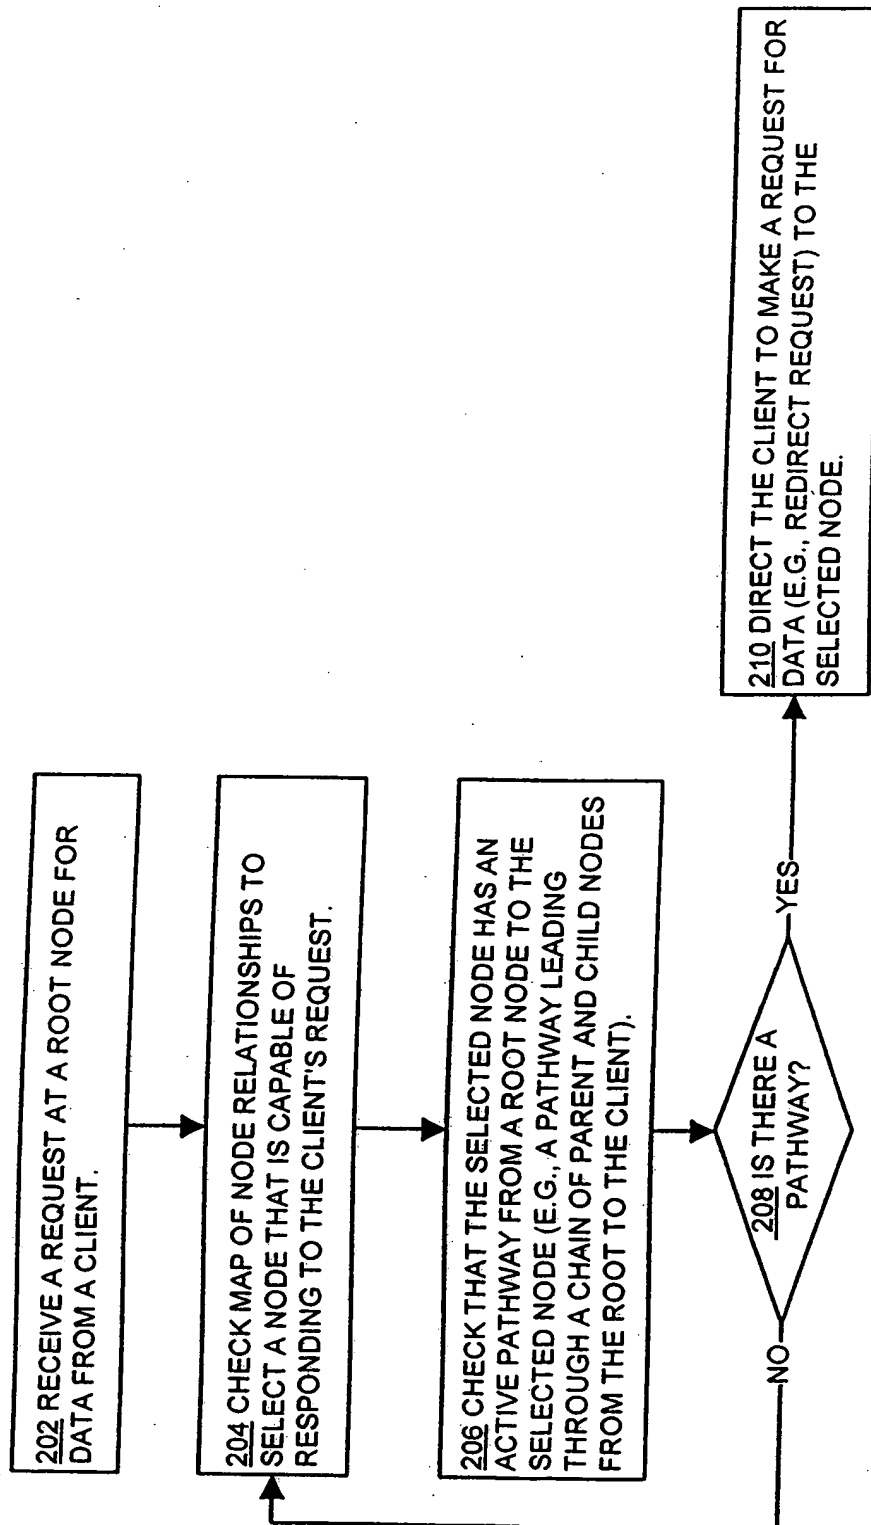 202 RECEIVE A REQUEST AT A ROOT NODE FOR
DATA FROM A CLIENT.
204 CHECK MAP OF NODE RELATIONSHIPS TO
SELECT A NODE THAT IS CAPABLE OF
RESPONDING TO THE CLIENT'S REQUEST.
206 CHECK THAT THE SELECTED NODE HAS AN
ACTIVE PATHWAY FROM A ROOT NODE TO THE
SELECTED NODE (E.G., A PATHWAY LEADING
THROUGH A CHAIN OF PARENT AND CHILD NODES
FROM THE ROOT TO THE CLIENT).
208 IS THERE A
PATHWAY?
NO
YES
210 DIRECT THE CLIENT TO MAKE A REQUEST FOR
DATA (E.G., REDIRECT REQUEST) TO THE
SELECTED NODE.